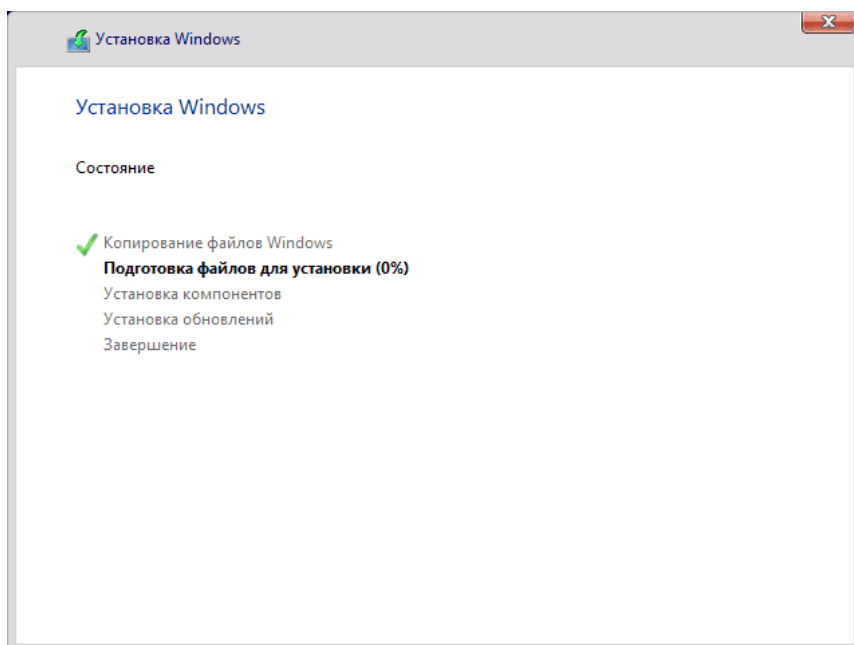 Установка Windows
Установка Windows
Состояние
Копирование файлов Windows
Подготовка файлов для установки (0%)
Установка компонентов
Установка обновлений
Завершение